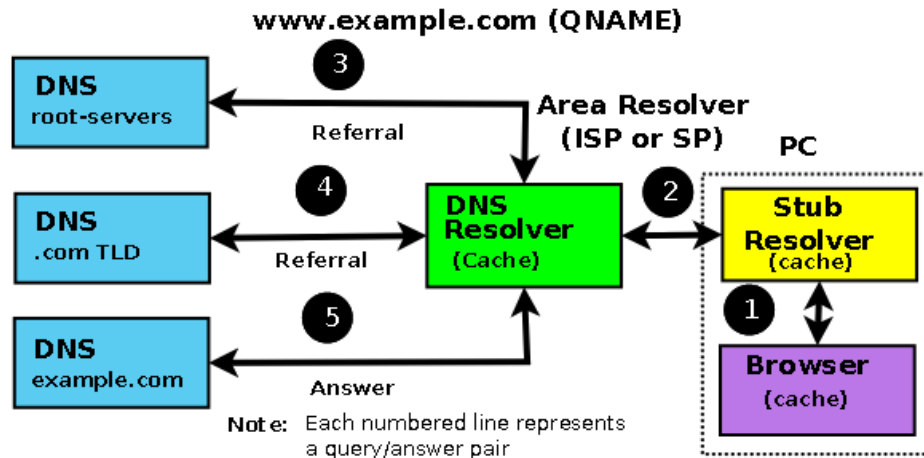 www.example.com (QNAME)
3
DNS
root-servers
Referral
Area Resolver
(ISP or SP)
PC
4
DNS
.com TLD
Referral
DNS
Resolver
(Cache)
2
Stub
Resolver
(cache)
1
5
DNS
example.com
Answer
Browser
(cache)
Note: Each numbered line represents
a query/answer pair